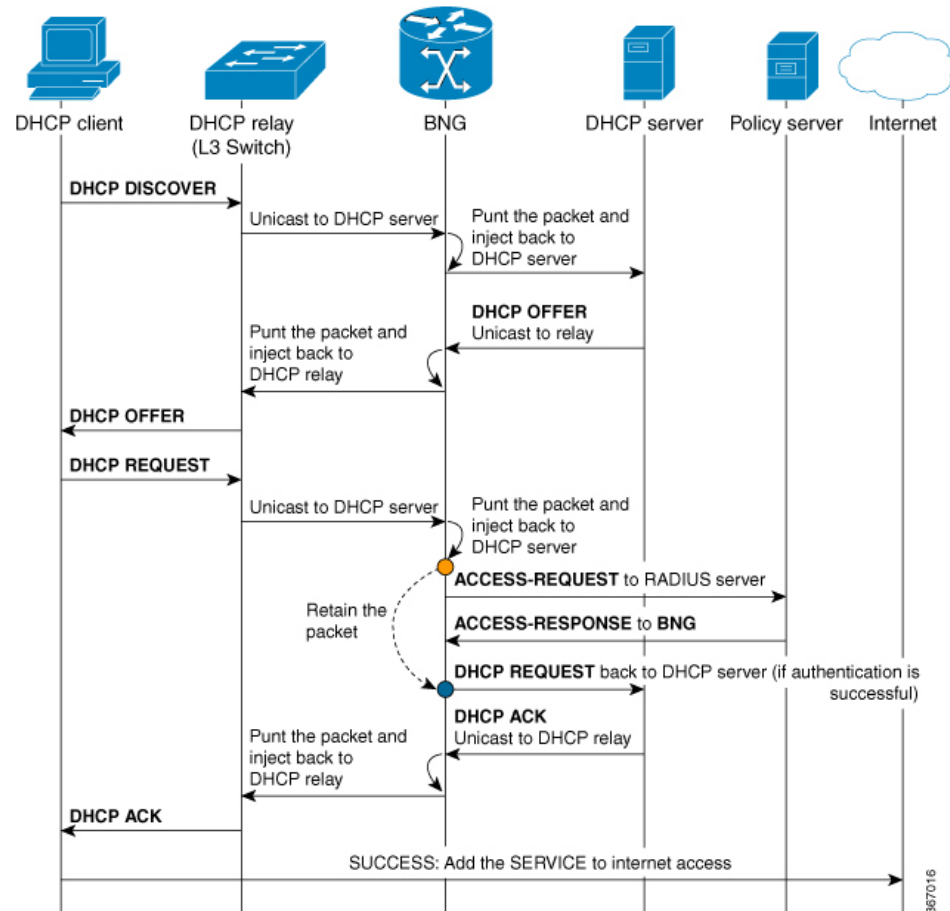 DHCP client
DHCP relay
(L3 Switch)
BNG
DHCP server
Policy server
Internet
DHCP DISCOVER
Unicast to DHCP server
Punt the packet and
inject back to
DHCP server
DHCP OFFER
Unicast to relay
Punt the packet and
inject back to
DHCP relay
DHCP OFFER
DHCP REQUEST
Unicast to DHCP server
Punt the packet and
inject back to
DHCP server
ACCESS-REQUEST to RADIUS server
Retain the
packet
ACCESS-RESPONSE to BNG
DHCP REQUEST back to DHCP server (if authentication is
successful)
DHCP ACK
Unicast to DHCP relay
Punt the packet and
inject back to
DHCP relay
DHCP ACK
SUCCESS: Add the SERVICE to internet access
367016